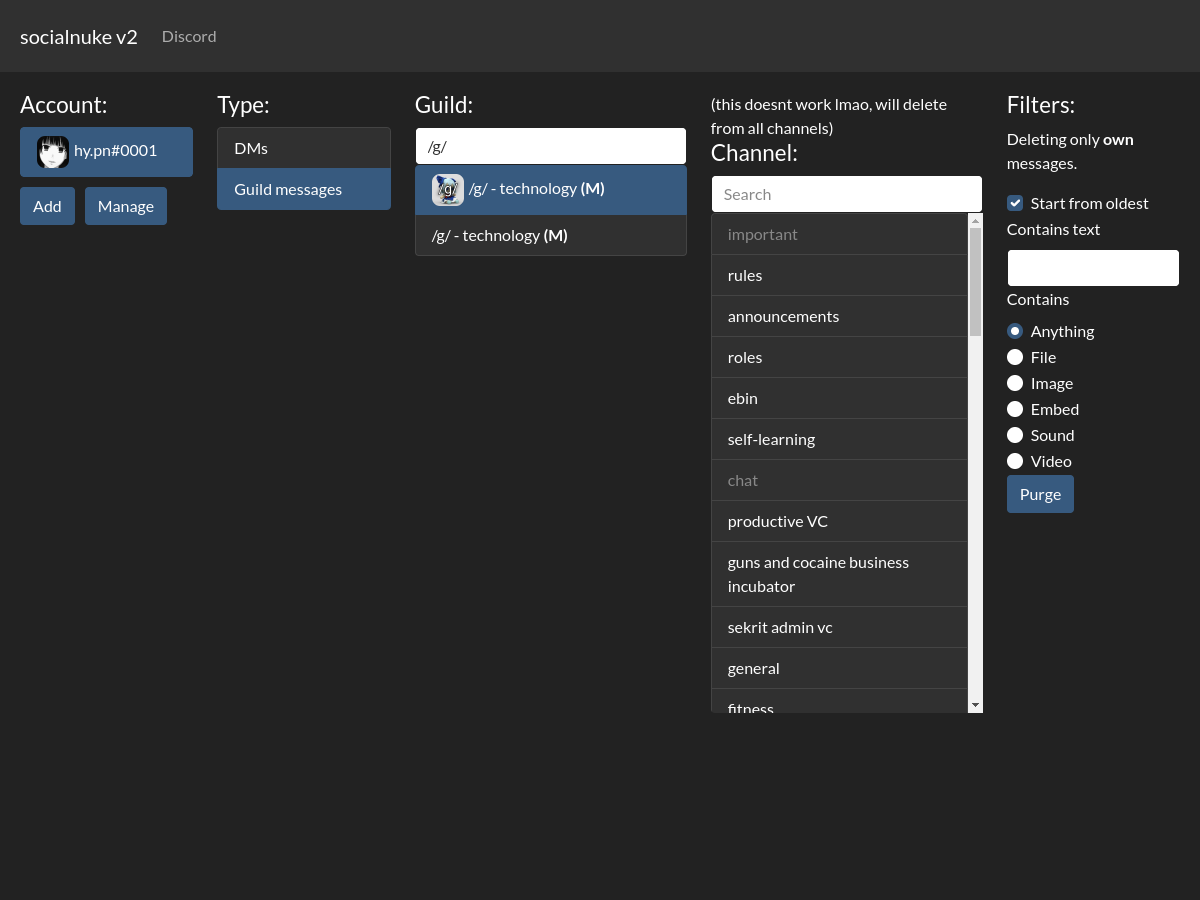 socialnuke v2
Discord
Account:
hy.pn#0001
Add
Manage
Type:
DMs
Guild messages
Guild:
/g/
/g/
/g/ - technology (M)
/g/ - technology (M)
(this doesnt work lmao, will delete
from all channels)
Channel:
Search
important
rules
announcements
roles
ebin
self-learning
chat
productive VC
guns and cocaine business
incubator
sekrit admin vc
general
fitness
Filters:
Deleting only own
messages.
Start from oldest
Contains text
Contains
Anything
File
Image
Embed
Sound
Video
Purge